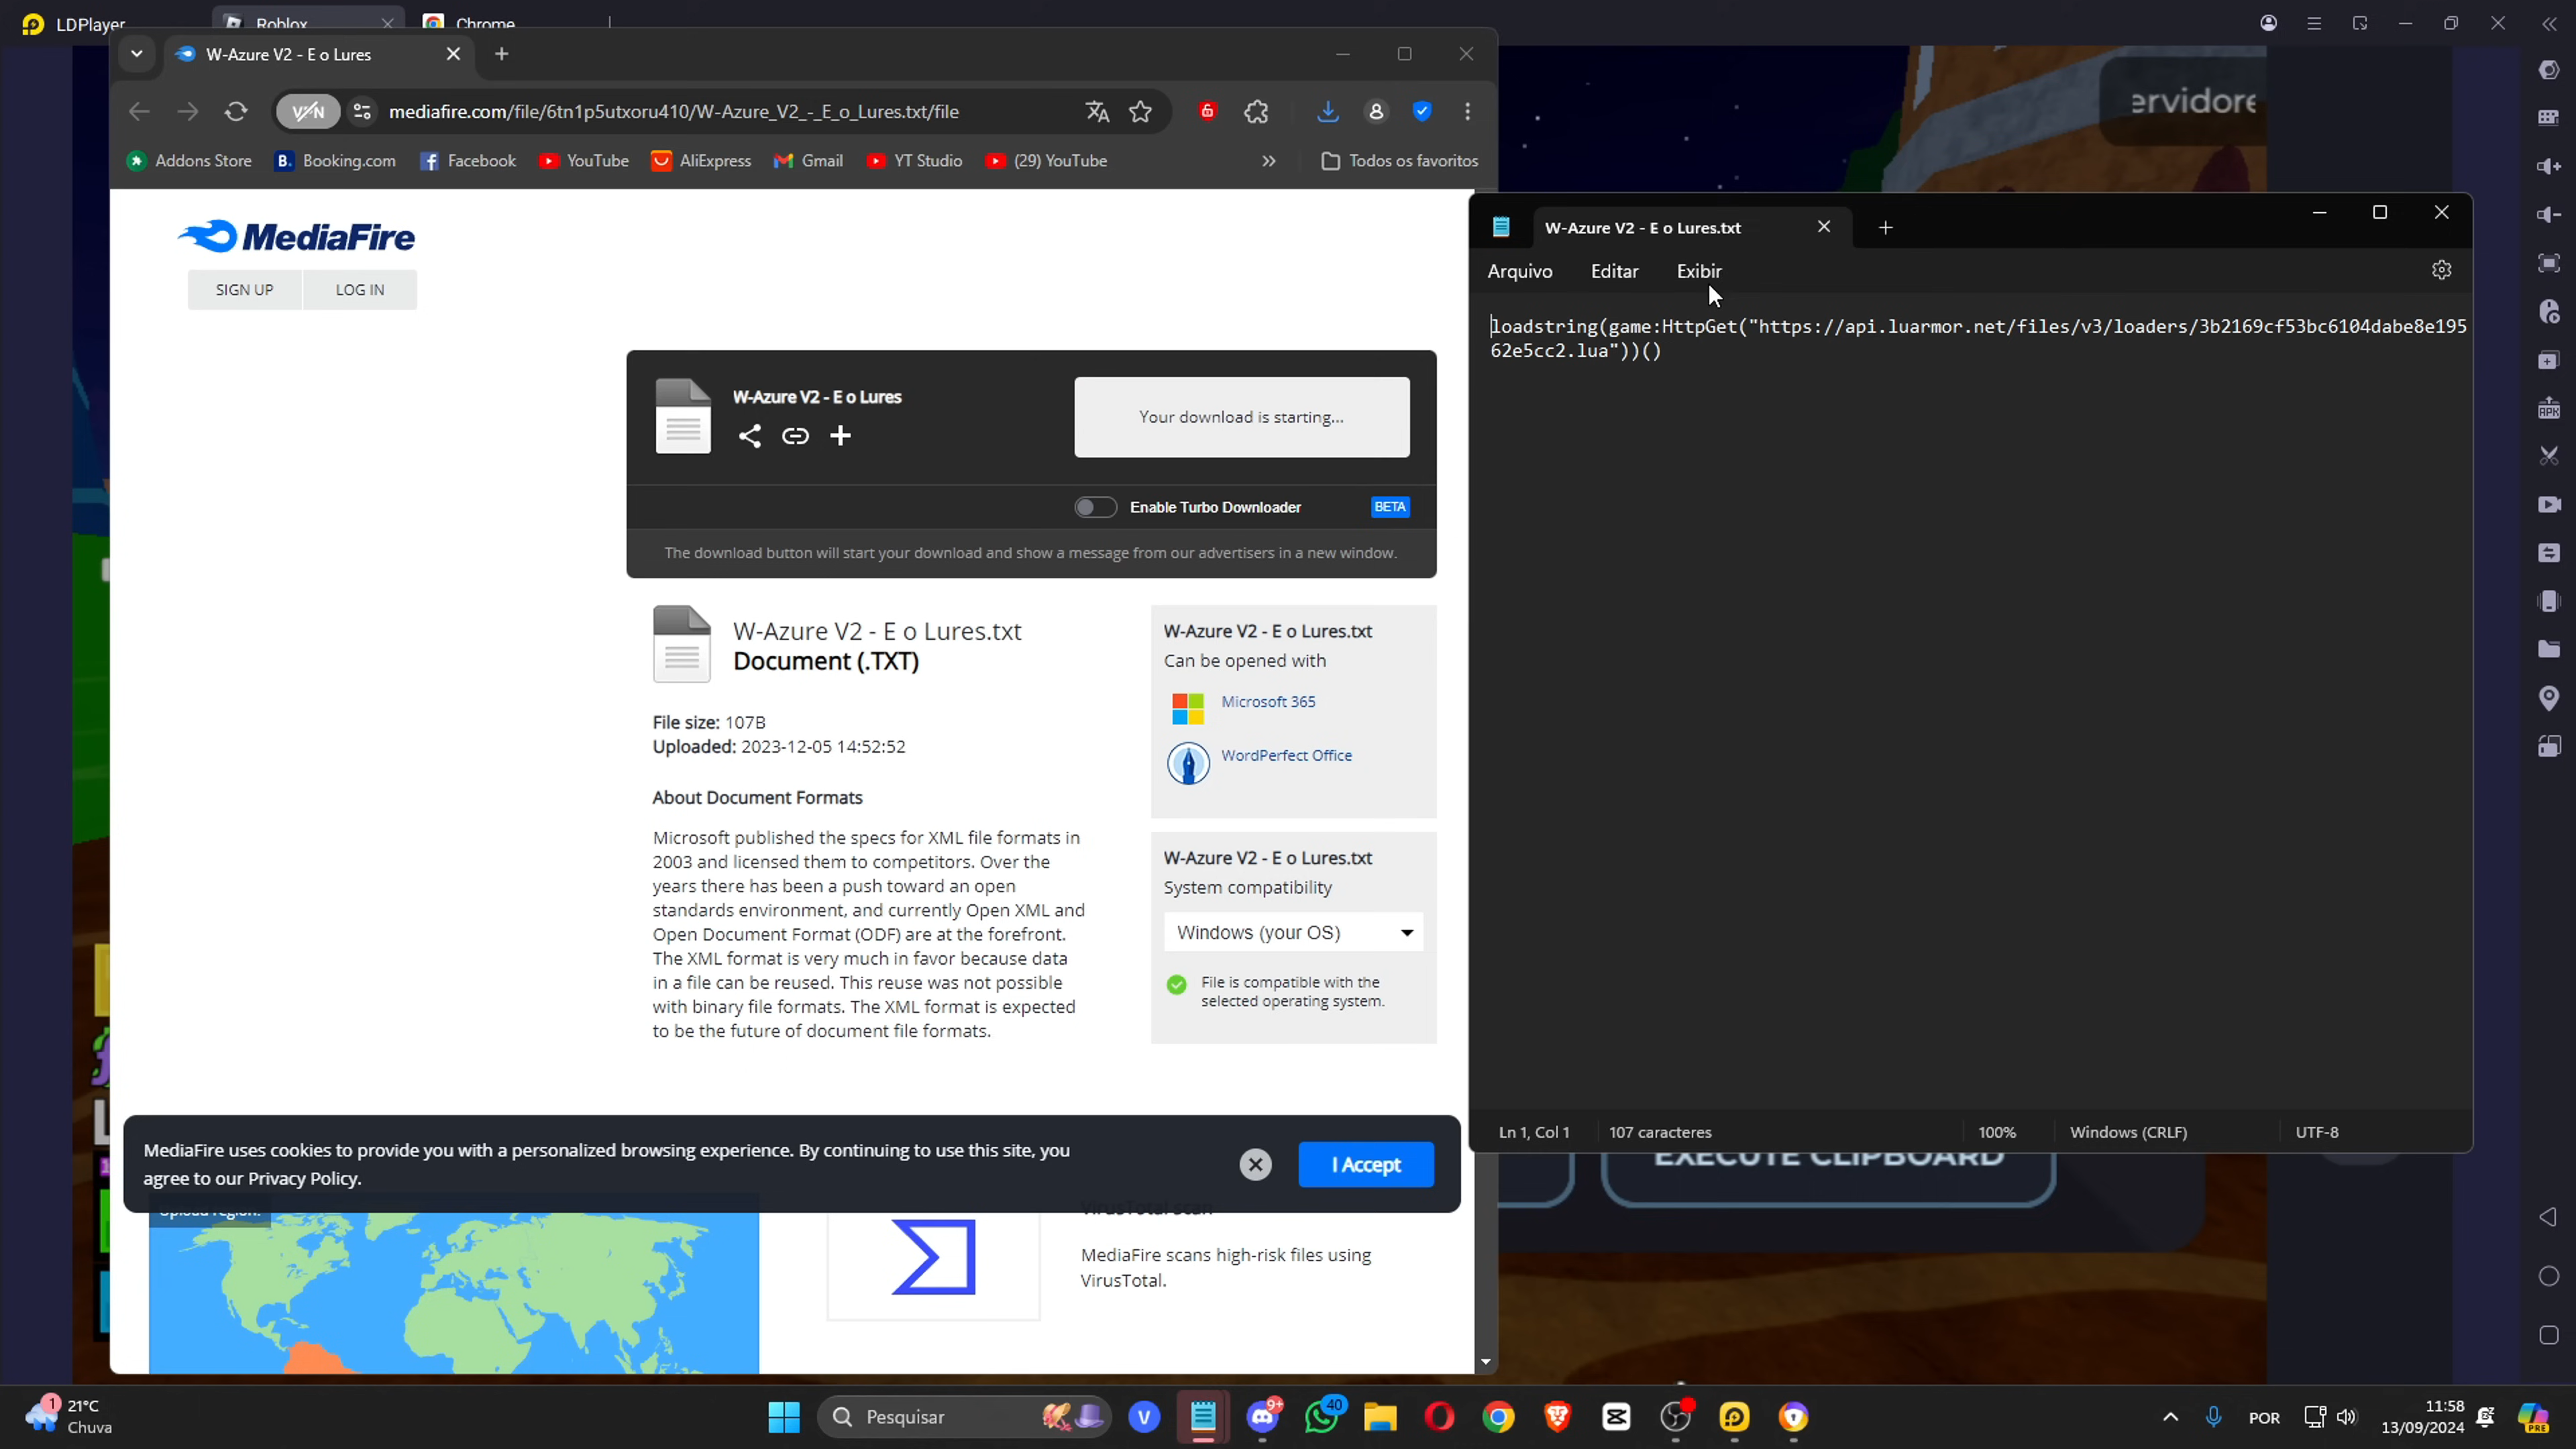 LDPlayer
Roblox
Chrome
W-Azure V2 - E o Lures
mediafire.com/file/6tn1p5utxoru410/W-Azure_V2_-_E_o_Lures.txt/file
Addons Store
Booking.com
Facebook
YouTube
AliExpress
Gmail
YT Studio
(29) YouTube
Todos os favoritos
MediaFire
SIGN UP
LOG IN
W-Azure V2 - E o Lures
Your download is starting...
Enable Turbo Downloader
BETA
The download button will start your download and show a message from our advertisers in a new window.
W-Azure V2 - E o Lures.txt
Document (.TXT)
File size: 107B
Uploaded: 2023-12-05 14:52:52
About Document Formats
Microsoft published the specs for XML file formats in
2003 and licensed them to competitors. Over the
years there has been a push toward an open
standards environment, and currently Open XML and
Open Document Format (ODF) are at the forefront.
The XML format is very much in favor because data
in a file can be reused. This reuse was not possible
with binary file formats. The XML format is expected
to be the future of document file formats.
W-Azure V2 - E o Lures.txt
Can be opened with
Microsoft 365
WordPerfect Office
W-Azure V2 - E o Lures.txt
System compatibility
Windows (your OS)
File is compatible with the
selected operating system.
MediaFire uses cookies to provide you with a personalized browsing experience. By continuing to use this site, you
agree to our Privacy Policy.
I Accept
Upload region:
VirusTotal scan
MediaFire scans high-risk files using
VirusTotal.
ervidore
W-Azure V2 - E o Lures.txt
Arquivo
Editar
Exibir
loadstring(game:HttpGet("https://api.luarmor.net/files/v3/loaders/3b2169cf53bc6104dabe8e195
62e5cc2.lua"))()
Ln 1, Col 1
107 caracteres
100%
Windows (CRLF)
UTF-8
EXECUTE CLIPBOARD
1
21°C
Chuva
Pesquisar
9+
40
POR
11:58
13/09/2024
PRE